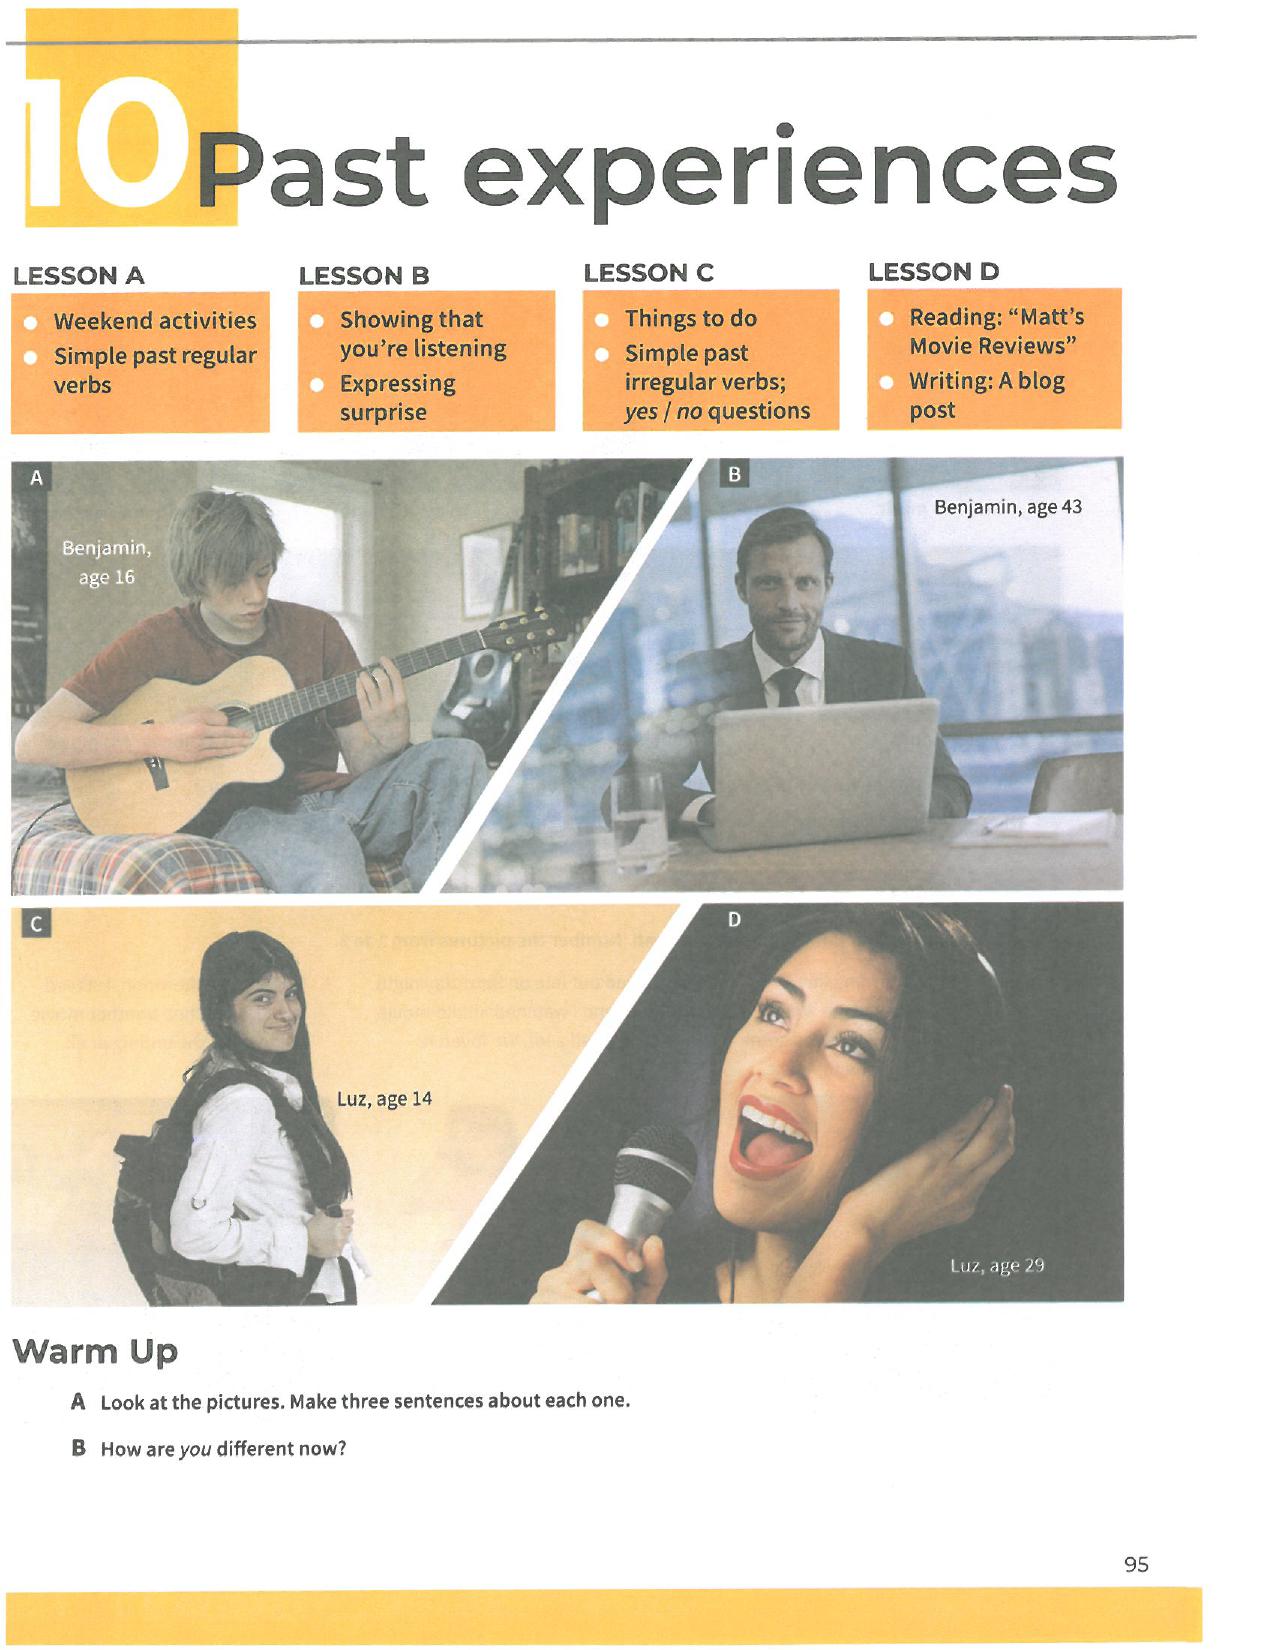 10 Past experiences
LESSON A
Weekend activities
Simple past regular
verbs
LESSON B
Showing that
you're listening
Expressing
surprise
LESSON C
Things to do
Simple past
irregular verbs;
yes / no questions
LESSON D
Reading: "Matt's
Movie Reviews"
Writing: A blog
post
A
Benjamin,
age 16
B
Benjamin, age 43
C
Luz, age 14
D
Luz, age 29
Warm Up
A Look at the pictures. Make three sentences about each one.
B How are you different now?
95